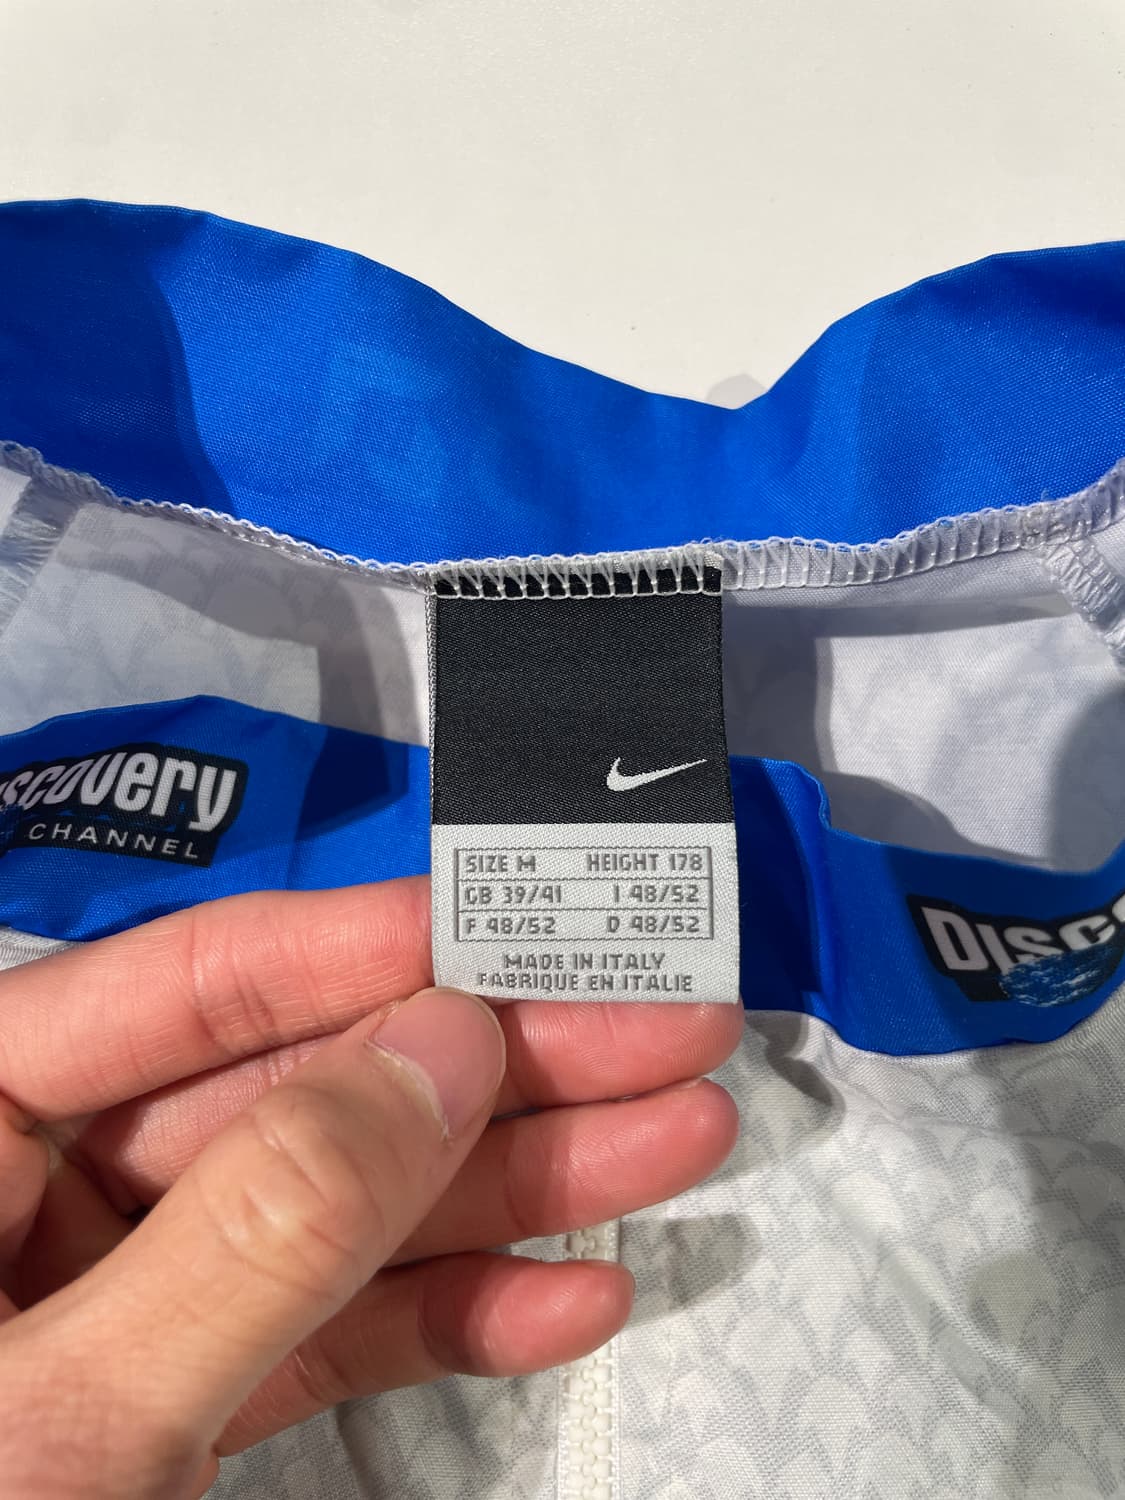 Discovery
CHANNEL
SIZE M HEIGHT 178
GB 39/41 I 48/52
F 48/52 D 48/52
MADE IN ITALY
FABRIQUE EN ITALIE
DISC